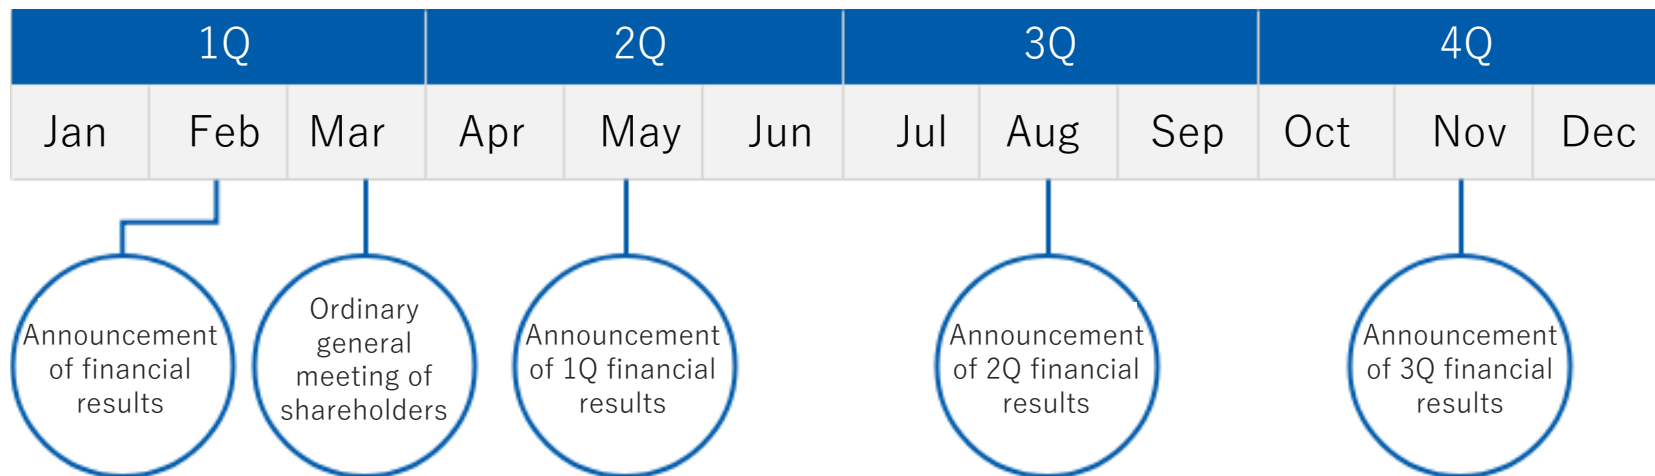 1Q 2Q 3Q 4Q
Jan Feb Mar Apr May Jun Jul Aug Sep Oct Nov Dec
Announcement
of financial
results
Ordinary
general
meeting of
shareholders
Announcement
of 1Q financial
results
Announcement
of 2Q financial
results
Announcement
of 3Q financial
results